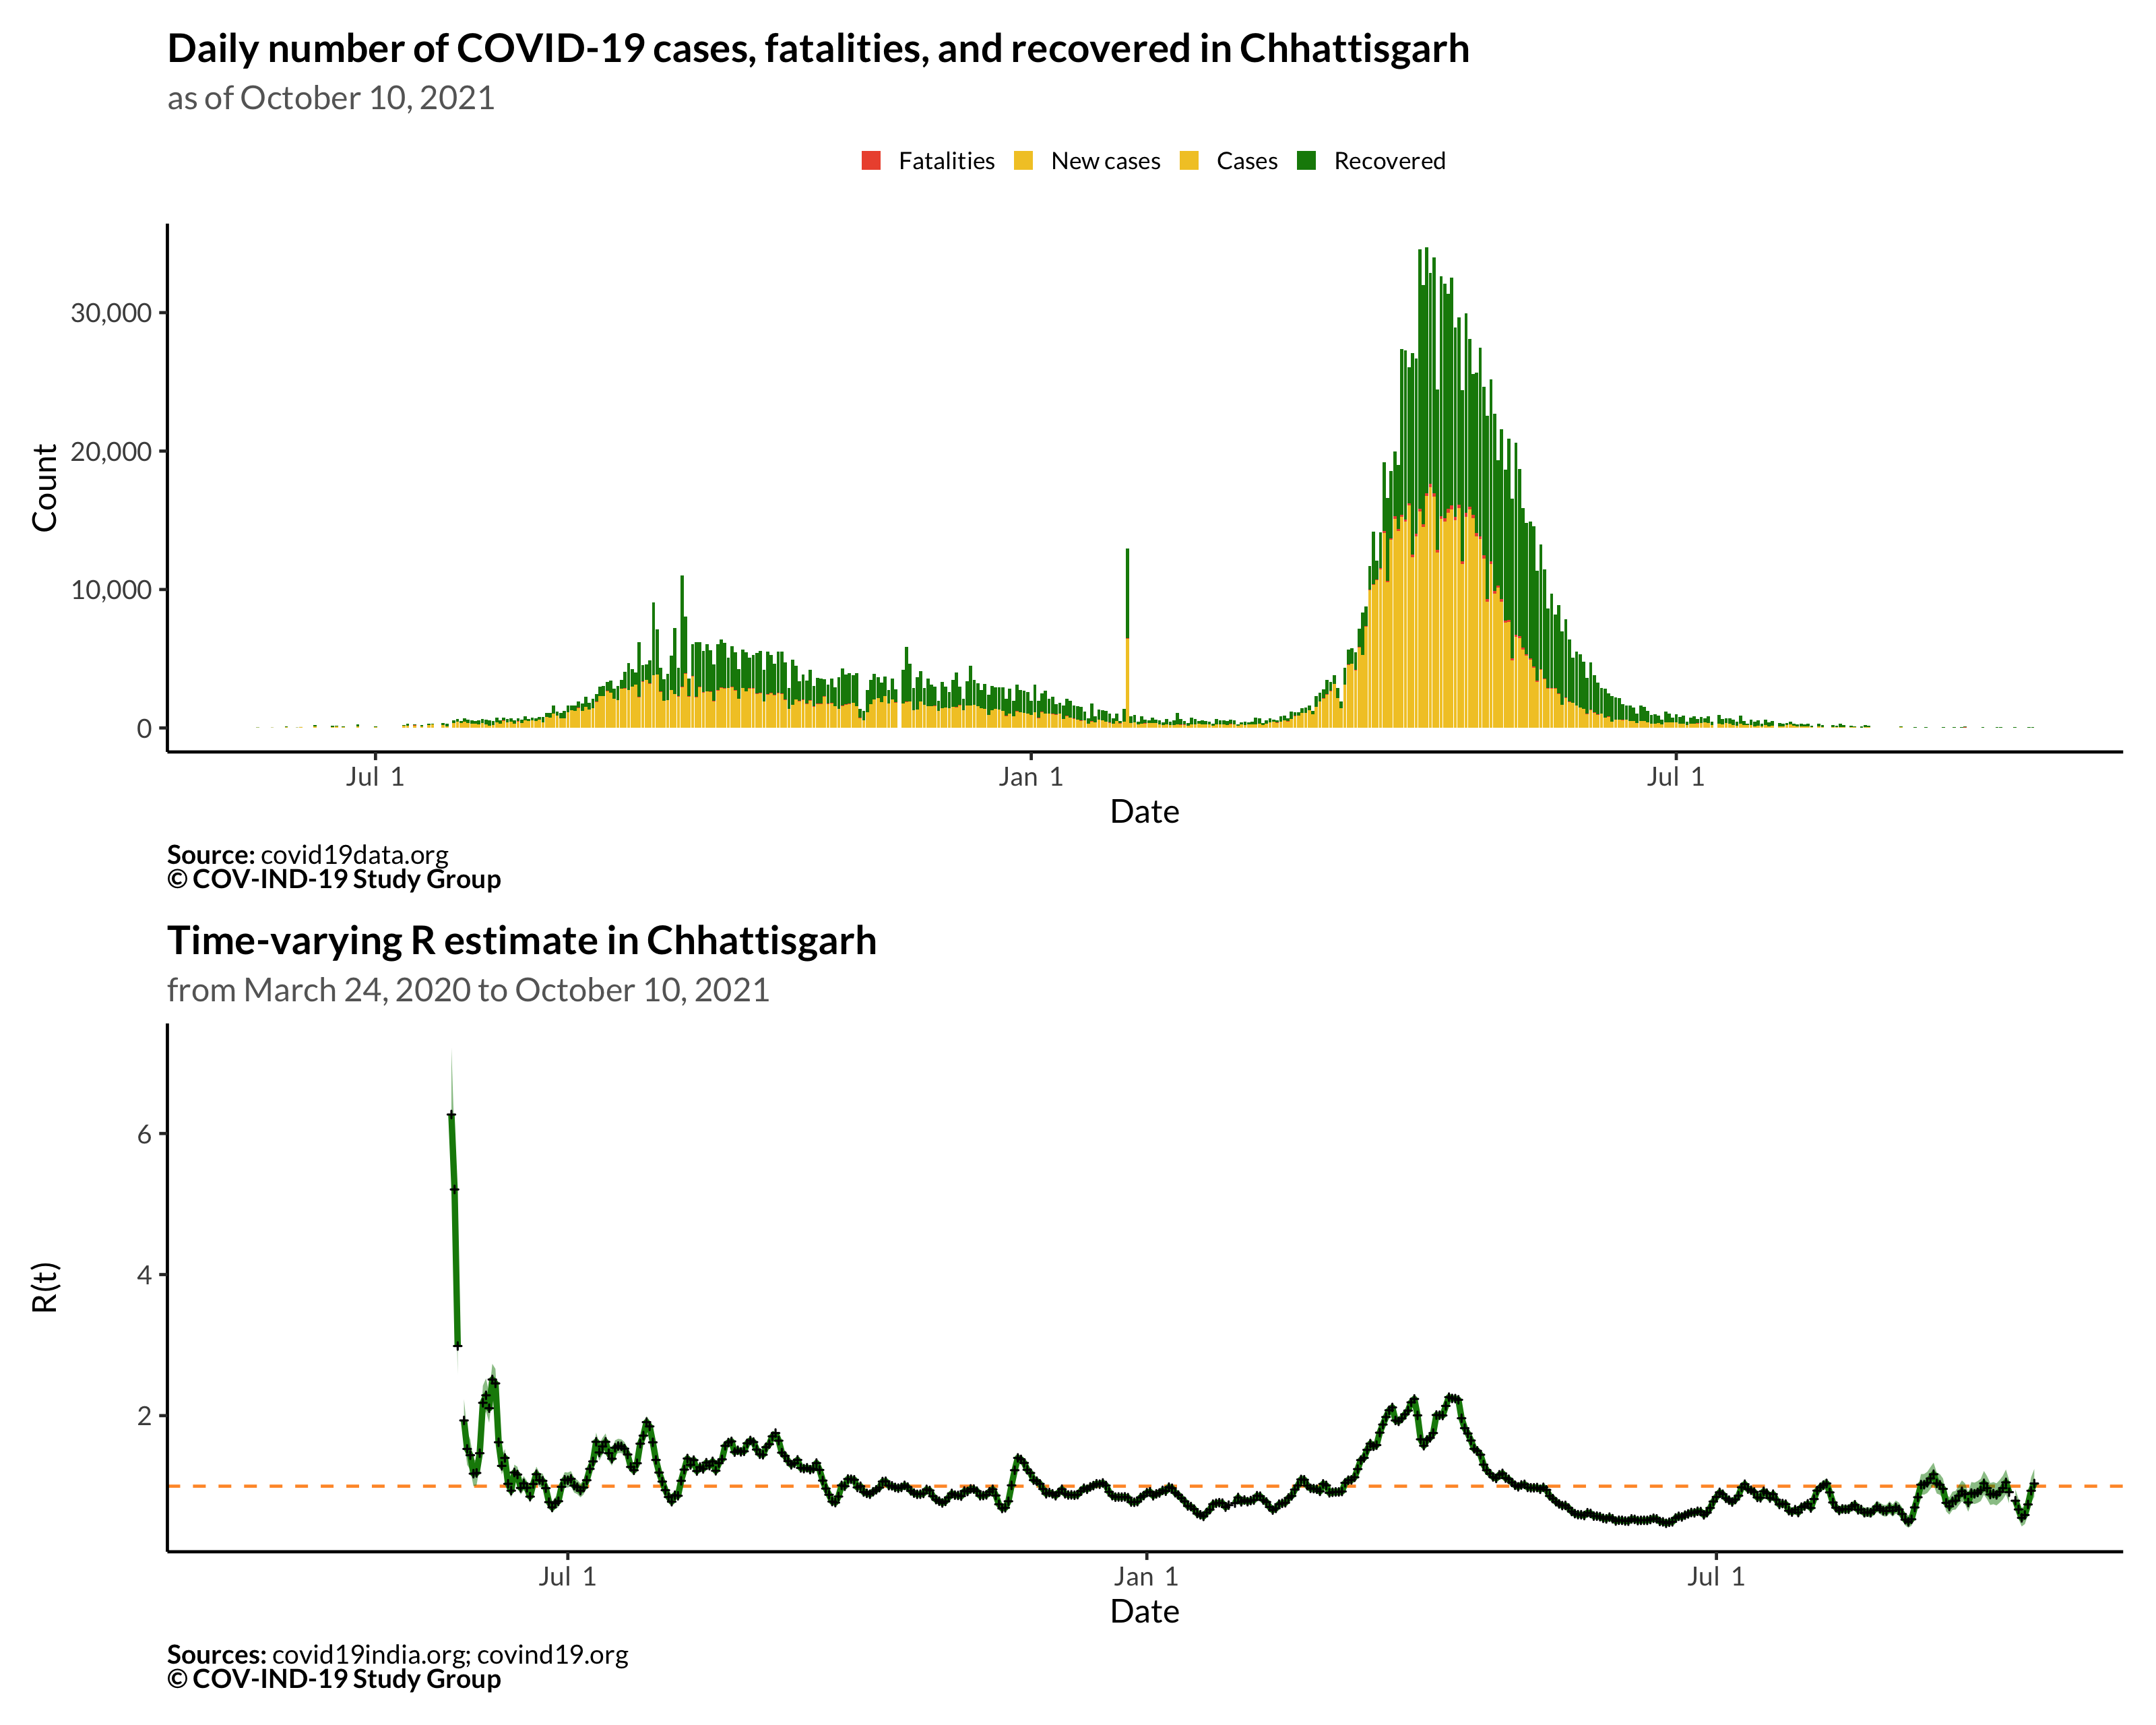 Daily number of COVID-19 cases, fatalities, and recovered in Chhattisgarh
as of October 10, 2021
Fatalities New cases Cases Recovered
Count
30,000
20,000
10,000
0
Jul 1 Jan 1 Jul 1
Date
Source: covid19data.org
© COV-IND-19 Study Group
Time-varying R estimate in Chhattisgarh
from March 24, 2020 to October 10, 2021
R(t)
6
4
2
Jul 1 Jan 1 Jul 1
Date
Sources: covid19india.org; covind19.org
© COV-IND-19 Study Group